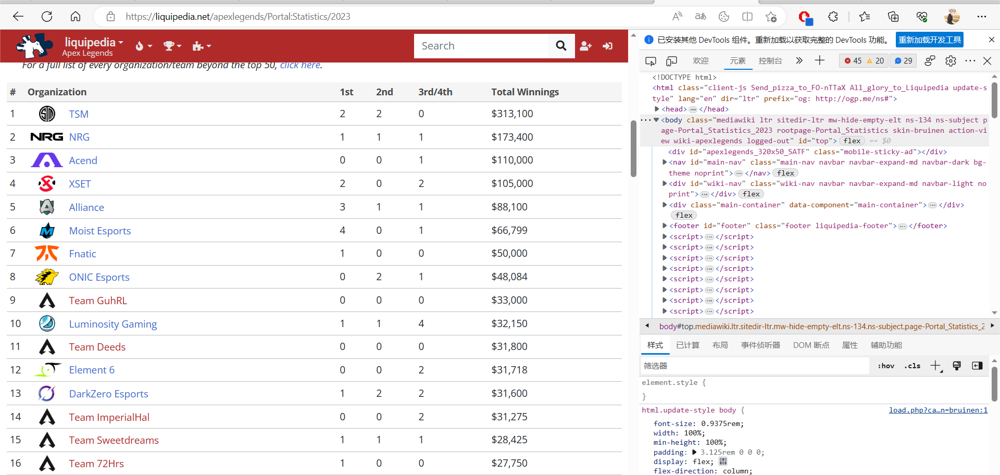 https://liquipedia.net/apexlegends/Portal:Statistics/2023
liquipedia
Apex Legends
Search
For a full list of every organization/team beyond the top 50, click here.
# Organization 1st 2nd 3rd/4th Total Winnings
1 TSM 2 2 0 $313,100
2 NRG NRG 1 1 1 $173,400
3 Acend 0 0 1 $110,000
4 XSET 2 0 2 $105,000
5 Alliance 3 1 1 $88,100
6 Moist Esports 4 0 1 $66,799
7 Fnatic 1 0 0 $50,000
8 ONIC Esports 0 2 1 $48,084
9 Team GuhRL 0 0 0 $33,000
10 Luminosity Gaming 1 1 4 $32,150
11 Team Deeds 0 0 0 $31,800
12 Element 6 0 0 2 $31,718
13 DarkZero Esports 1 2 2 $31,600
14 Team ImperialHal 0 0 2 $31,275
15 Team Sweetdreams 1 1 1 $28,425
16 Team 72Hrs 1 0 0 $27,750
已安装其他 DevTools 组件。重新加载以获取完整的 DevTools 功能。 重新加载开发工具
欢迎 元素 控制台 45 20 29
<!DOCTYPE html>
<html class="client-js Send_pizza_to_FO-nTTaX All_glory_to_Liquipedia update-s
tyle" lang="en" dir="ltr" prefix="og: http://ogp.me/ns#">
<head> ··· </head>
<body class="mediawiki ltr sitedir-ltr mw-hide-empty-elt ns-134 ns-subject p
age-Portal_Statistics_2023 rootpage-Portal_Statistics skin-bruinen action-vi
ew wiki-apexlegends logged-out" id="top"> flex == $0
<div id="apexlegends_320x50_SATF" class="mobile-sticky-ad"></div>
<nav id="main-nav" class="main-nav navbar navbar-expand-md navbar-dark bg-
theme noprint"> ··· </nav> flex
<div id="wiki-nav" class="wiki-nav navbar navbar-expand-md navbar-light no
print"> ··· </div> flex
<div class="main-container" data-component="main-container"> ··· </div>
flex
<footer id="footer" class="footer liquipedia-footer"> ··· </footer>
<script> ··· </script>
<script> ··· </script>
<script> ··· </script>
<script> ··· </script>
<script> ··· </script>
<script> ··· </script>
<script> ··· </script>
<script> ··· </script>
body#top.mediawiki.ltr.sitedir-ltr.mw-hide-empty-elt.ns-134.ns-subject.page-Portal_Statistics_2
样式 已计算 布局 事件侦听器 DOM 断点 属性 辅助功能
筛选器 :hov .cls
element.style {
}
html.update-style body { load.php?ca…n=bruinen:1
font-size: 0.9375rem;
width: 100%;
min-height: 100%;
padding: 3.125rem 0 0 0;
display: flex;
flex-direction: column;